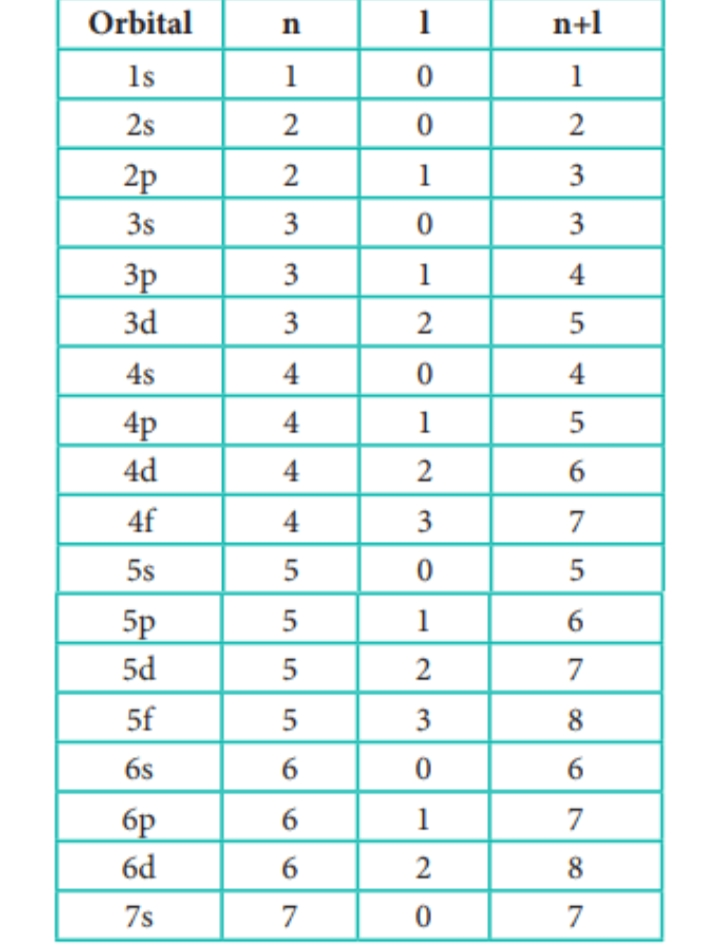 Orbital n l n+l
1s 1 0 1
2s 2 0 2
2p 2 1 3
3s 3 0 3
3p 3 1 4
3d 3 2 5
4s 4 0 4
4p 4 1 5
4d 4 2 6
4f 4 3 7
5s 5 0 5
5p 5 1 6
5d 5 2 7
5f 5 3 8
6s 6 0 6
6p 6 1 7
6d 6 2 8
7s 7 0 7